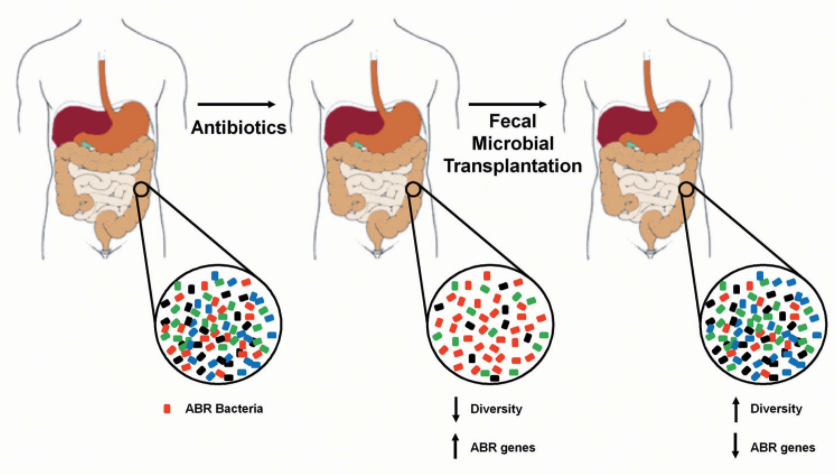 Antibiotics
Fecal
Microbial
Transplantation
ABR Bacteria
Diversity
ABR genes
Diversity
ABR genes